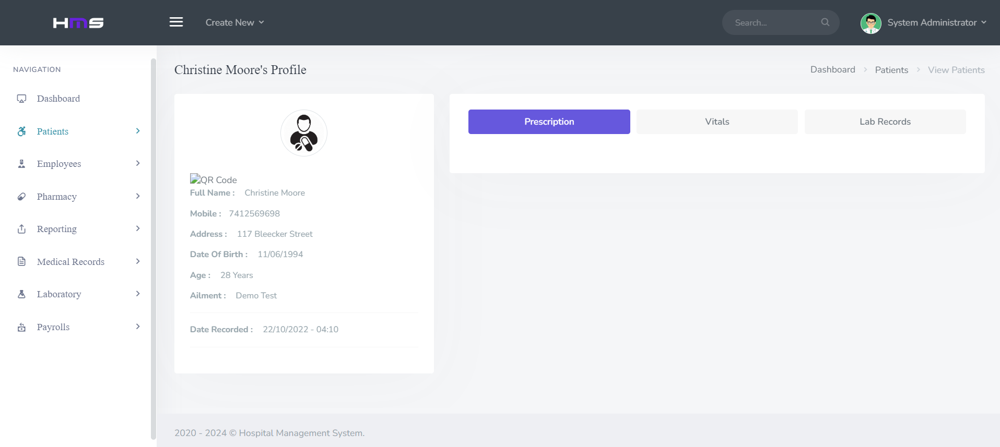 HMS
Create New
Search...
System Administrator
NAVIGATION
Dashboard
Patients
Employees
Pharmacy
Reporting
Medical Records
Laboratory
Payrolls
Christine Moore's Profile
Dashboard > Patients > View Patients
QR Code
Full Name : Christine Moore
Mobile : 7412569698
Address : 117 Bleecker Street
Date Of Birth : 11/06/1994
Age : 28 Years
Ailment : Demo Test
Date Recorded : 22/10/2022 - 04:10
Prescription
Vitals
Lab Records
2020 - 2024 © Hospital Management System.